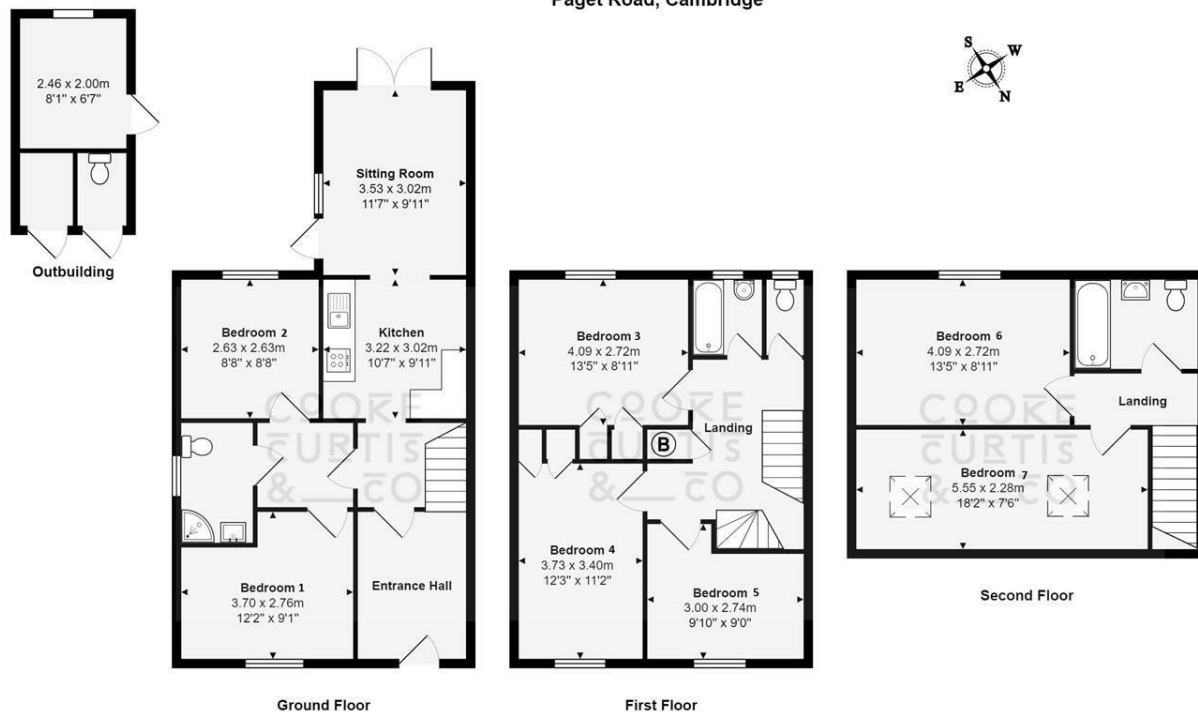 Paget Road, Cambridge
2.46 x 2.00m
8'1" x 6'7"
Outbuilding
S
W
E
N
Sitting Room
3.53 x 3.02m
11'7" x 9'11"
Bedroom 2
2.63 x 2.63m
8'8" x 8'8"
Kitchen
3.22 x 3.02m
10'7" x 9'11"
Bedroom 1
3.70 x 2.76m
12'2" x 9'1"
Entrance Hall
COOKE
CURTIS
& CO
Ground Floor
Bedroom 3
4.09 x 2.72m
13'5" x 8'11"
B
Landing
Bedroom 4
3.73 x 3.40m
12'3" x 11'2"
Bedroom 5
3.00 x 2.74m
9'10" x 9'0"
COOKE
CURTIS
& CO
First Floor
Bedroom 6
4.09 x 2.72m
13'5" x 8'11"
Landing
Bedroom 7
5.55 x 2.28m
18'2" x 7'6"
COOKE
CURTIS
& CO
Second Floor